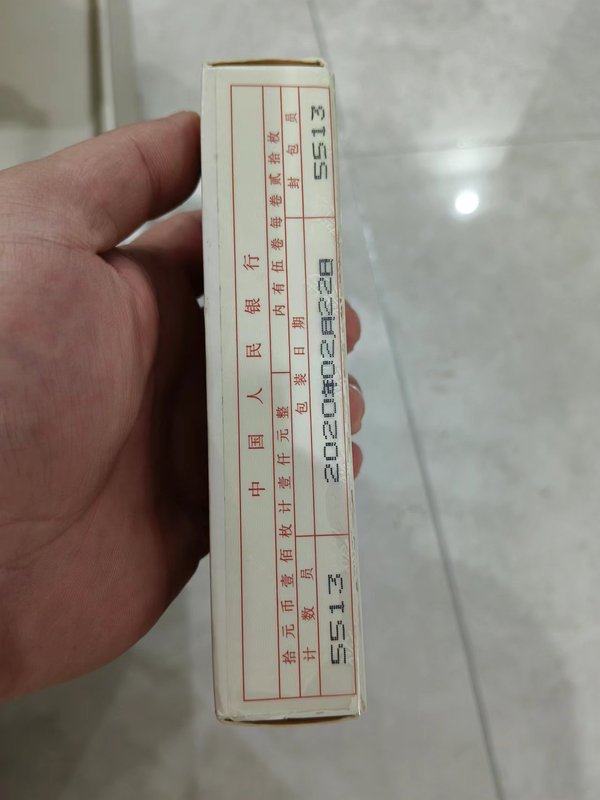 中国人民银行
拾元币壹佰枚计壹仟元整 内有伍卷每卷贰拾枚
计数员 包装日期 封包员
5513 2020年02月22日 5513